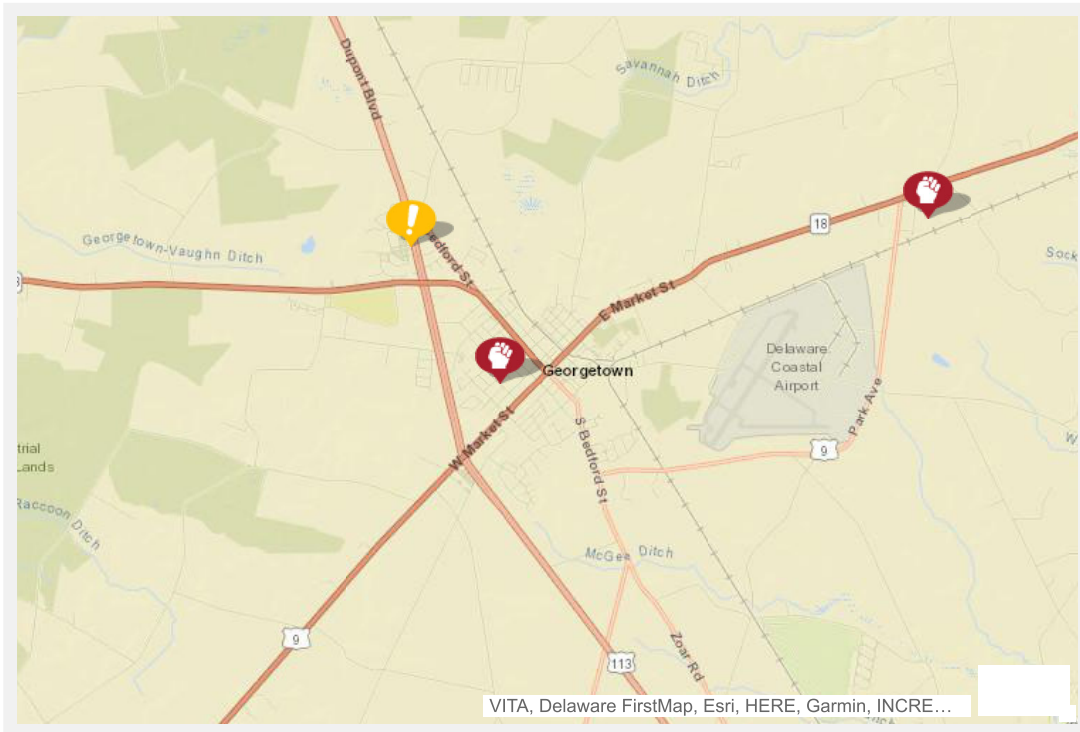 Dupont Blvd
Savannah Ditch
18
Georgetown-Vaughn Ditch
edford St
Sock
E Market St
Delaware
Coastal
Airport
Georgetown
Park Ave
W Market St
S Bedford St
9
trial
Lands
W
Raccoon Ditch
McGee Ditch
9
Zoar Rd
113
VITA, Delaware FirstMap, Esri, HERE, Garmin, INCRE…